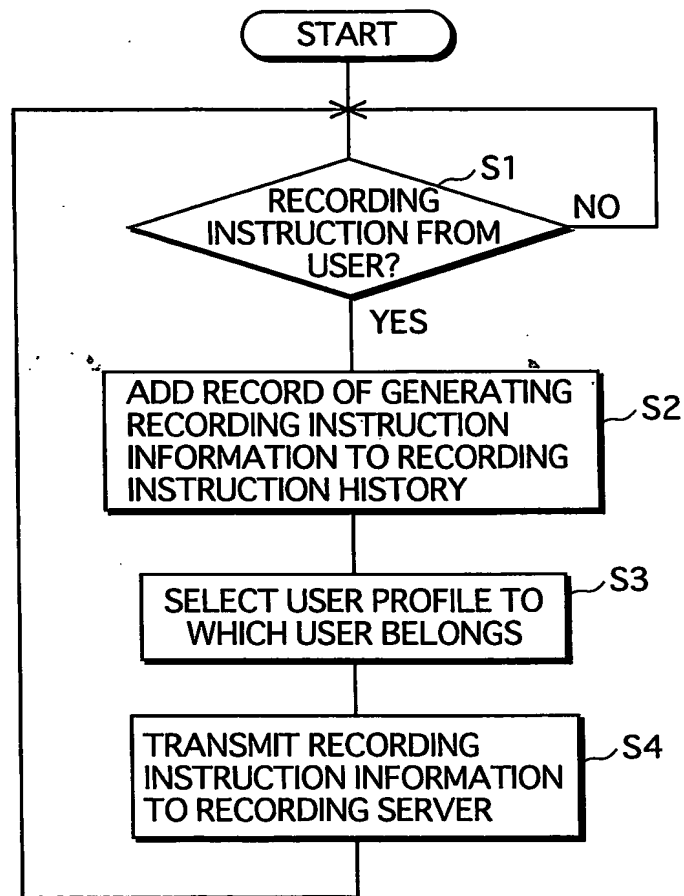 START
S1
RECORDING
INSTRUCTION FROM
USER?
NO
YES
ADD RECORD OF GENERATING
RECORDING INSTRUCTION
INFORMATION TO RECORDING
INSTRUCTION HISTORY
S2
SELECT USER PROFILE TO
WHICH USER BELONGS
S3
TRANSMIT RECORDING
INSTRUCTION INFORMATION
TO RECORDING SERVER
S4